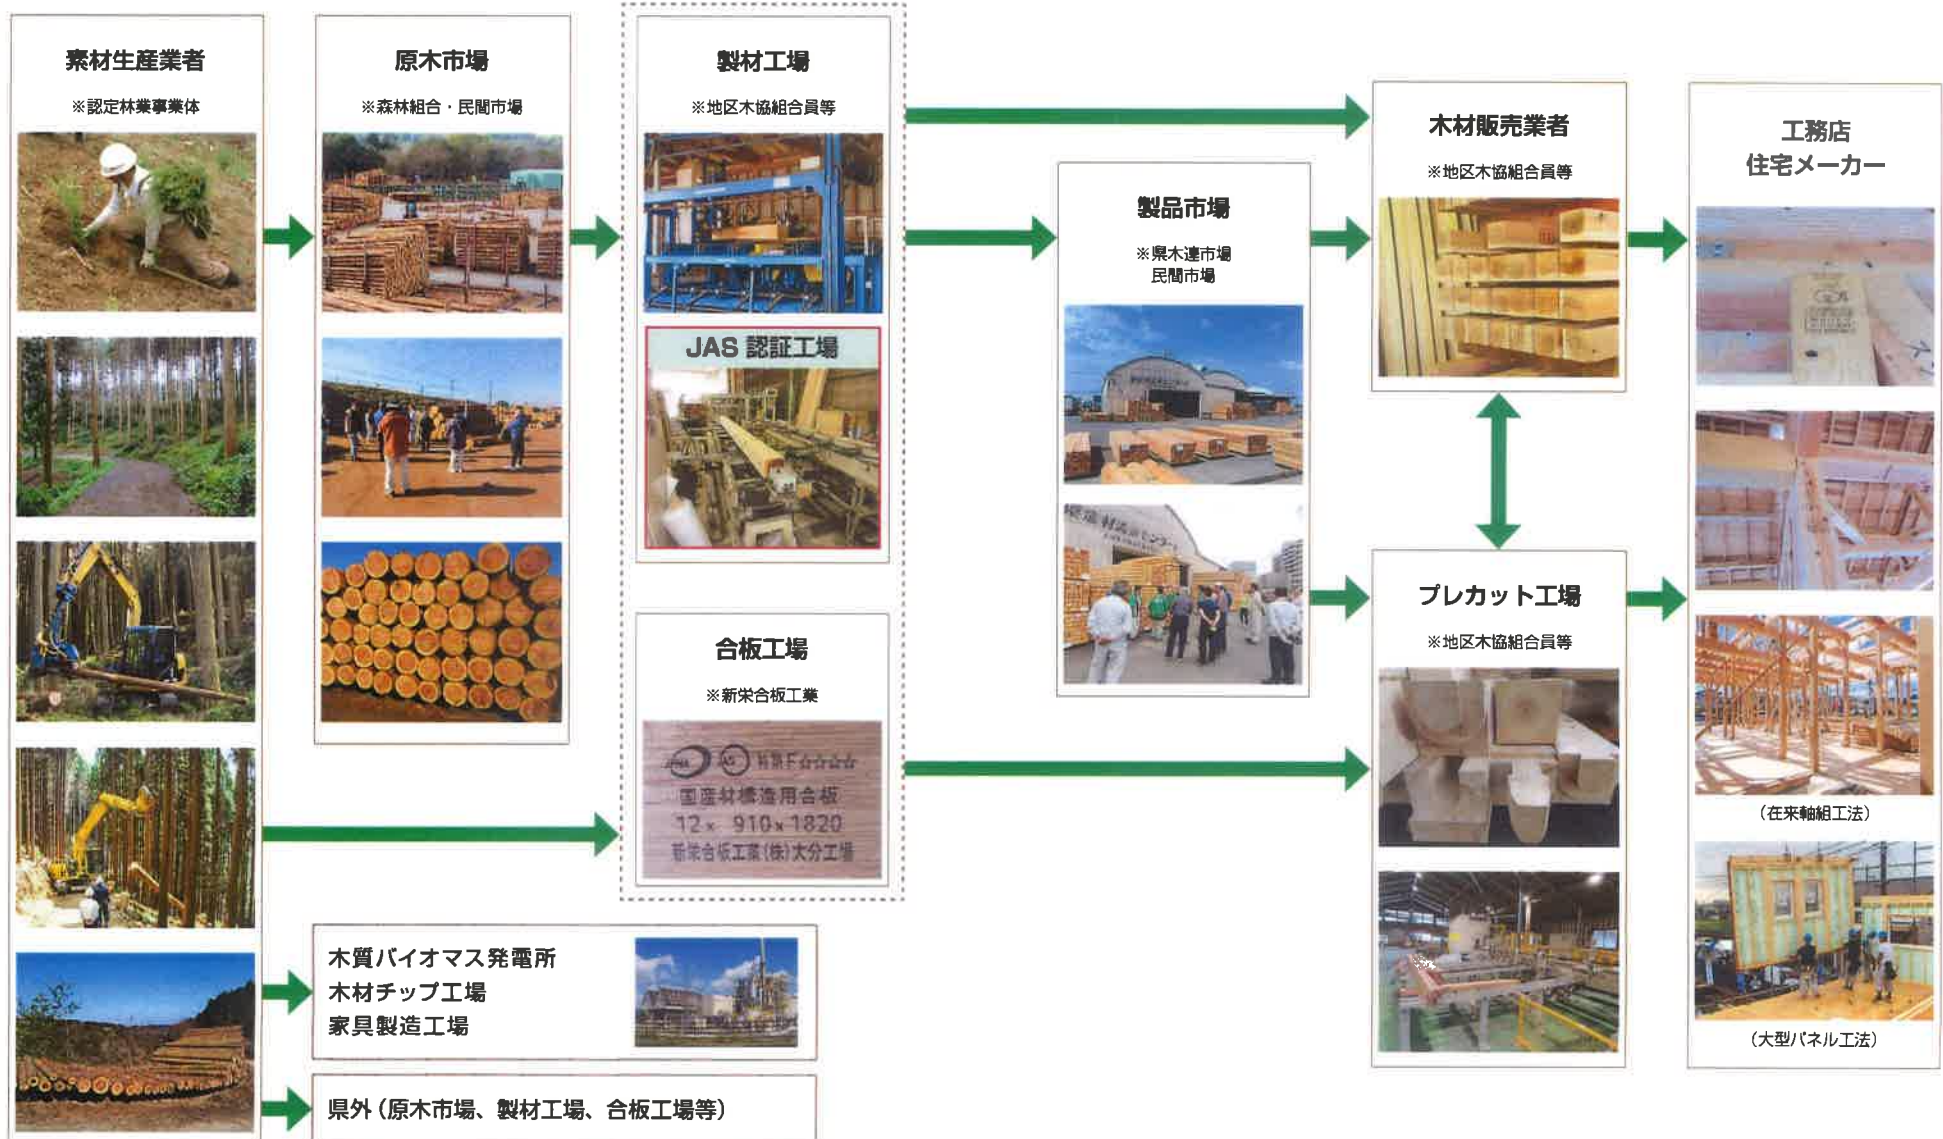 素材生産業者
※認定林業事業体
原木市場
※森林組合・民間市場
製材工場
※地区木協組合員等
JAS 認証工場
合板工場
※新栄合板工業
特類F☆☆☆☆
国産材構造用合板
12× 910×1820
新栄合板工業(株)大分工場
木質バイオマス発電所
木材チップ工場
家具製造工場
県外(原木市場、製材工場、合板工場等)
製品市場
※県木連市場
民間市場
木材販売業者
※地区木協組合員等
プレカット工場
※地区木協組合員等
工務店
住宅メーカー
(在来軸組工法)
(大型パネル工法)